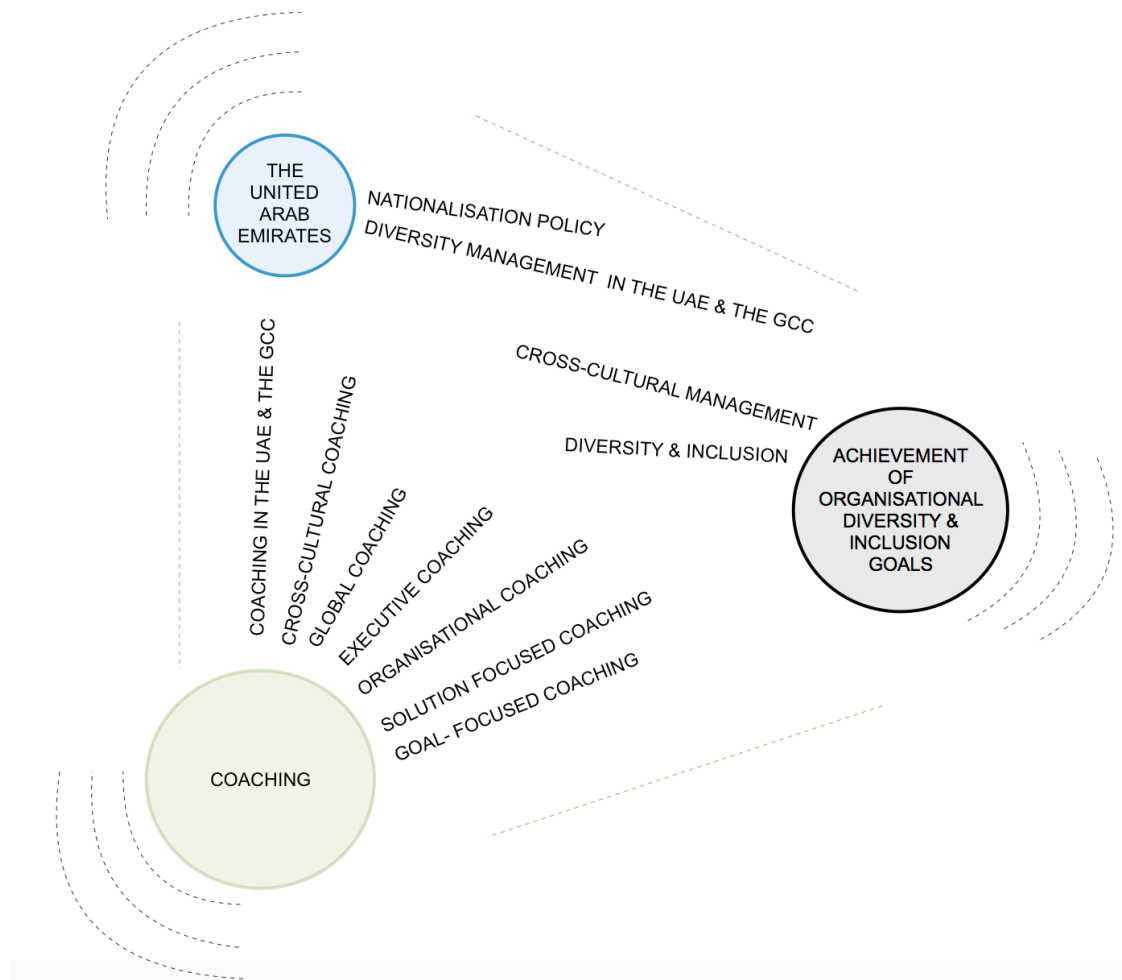 THE
UNITED
ARAB
EMIRATES
NATIONALISATION POLICY
DIVERSITY MANAGEMENT IN THE UAE & THE GCC
CROSS-CULTURAL MANAGEMENT
DIVERSITY & INCLUSION
ACHIEVEMENT
OF
ORGANISATIONAL
DIVERSITY &
INCLUSION
GOALS
COACHING IN THE UAE & THE GCC
CROSS-CULTURAL COACHING
GLOBAL COACHING
EXECUTIVE COACHING
ORGANISATIONAL COACHING
SOLUTION FOCUSED COACHING
GOAL- FOCUSED COACHING
COACHING